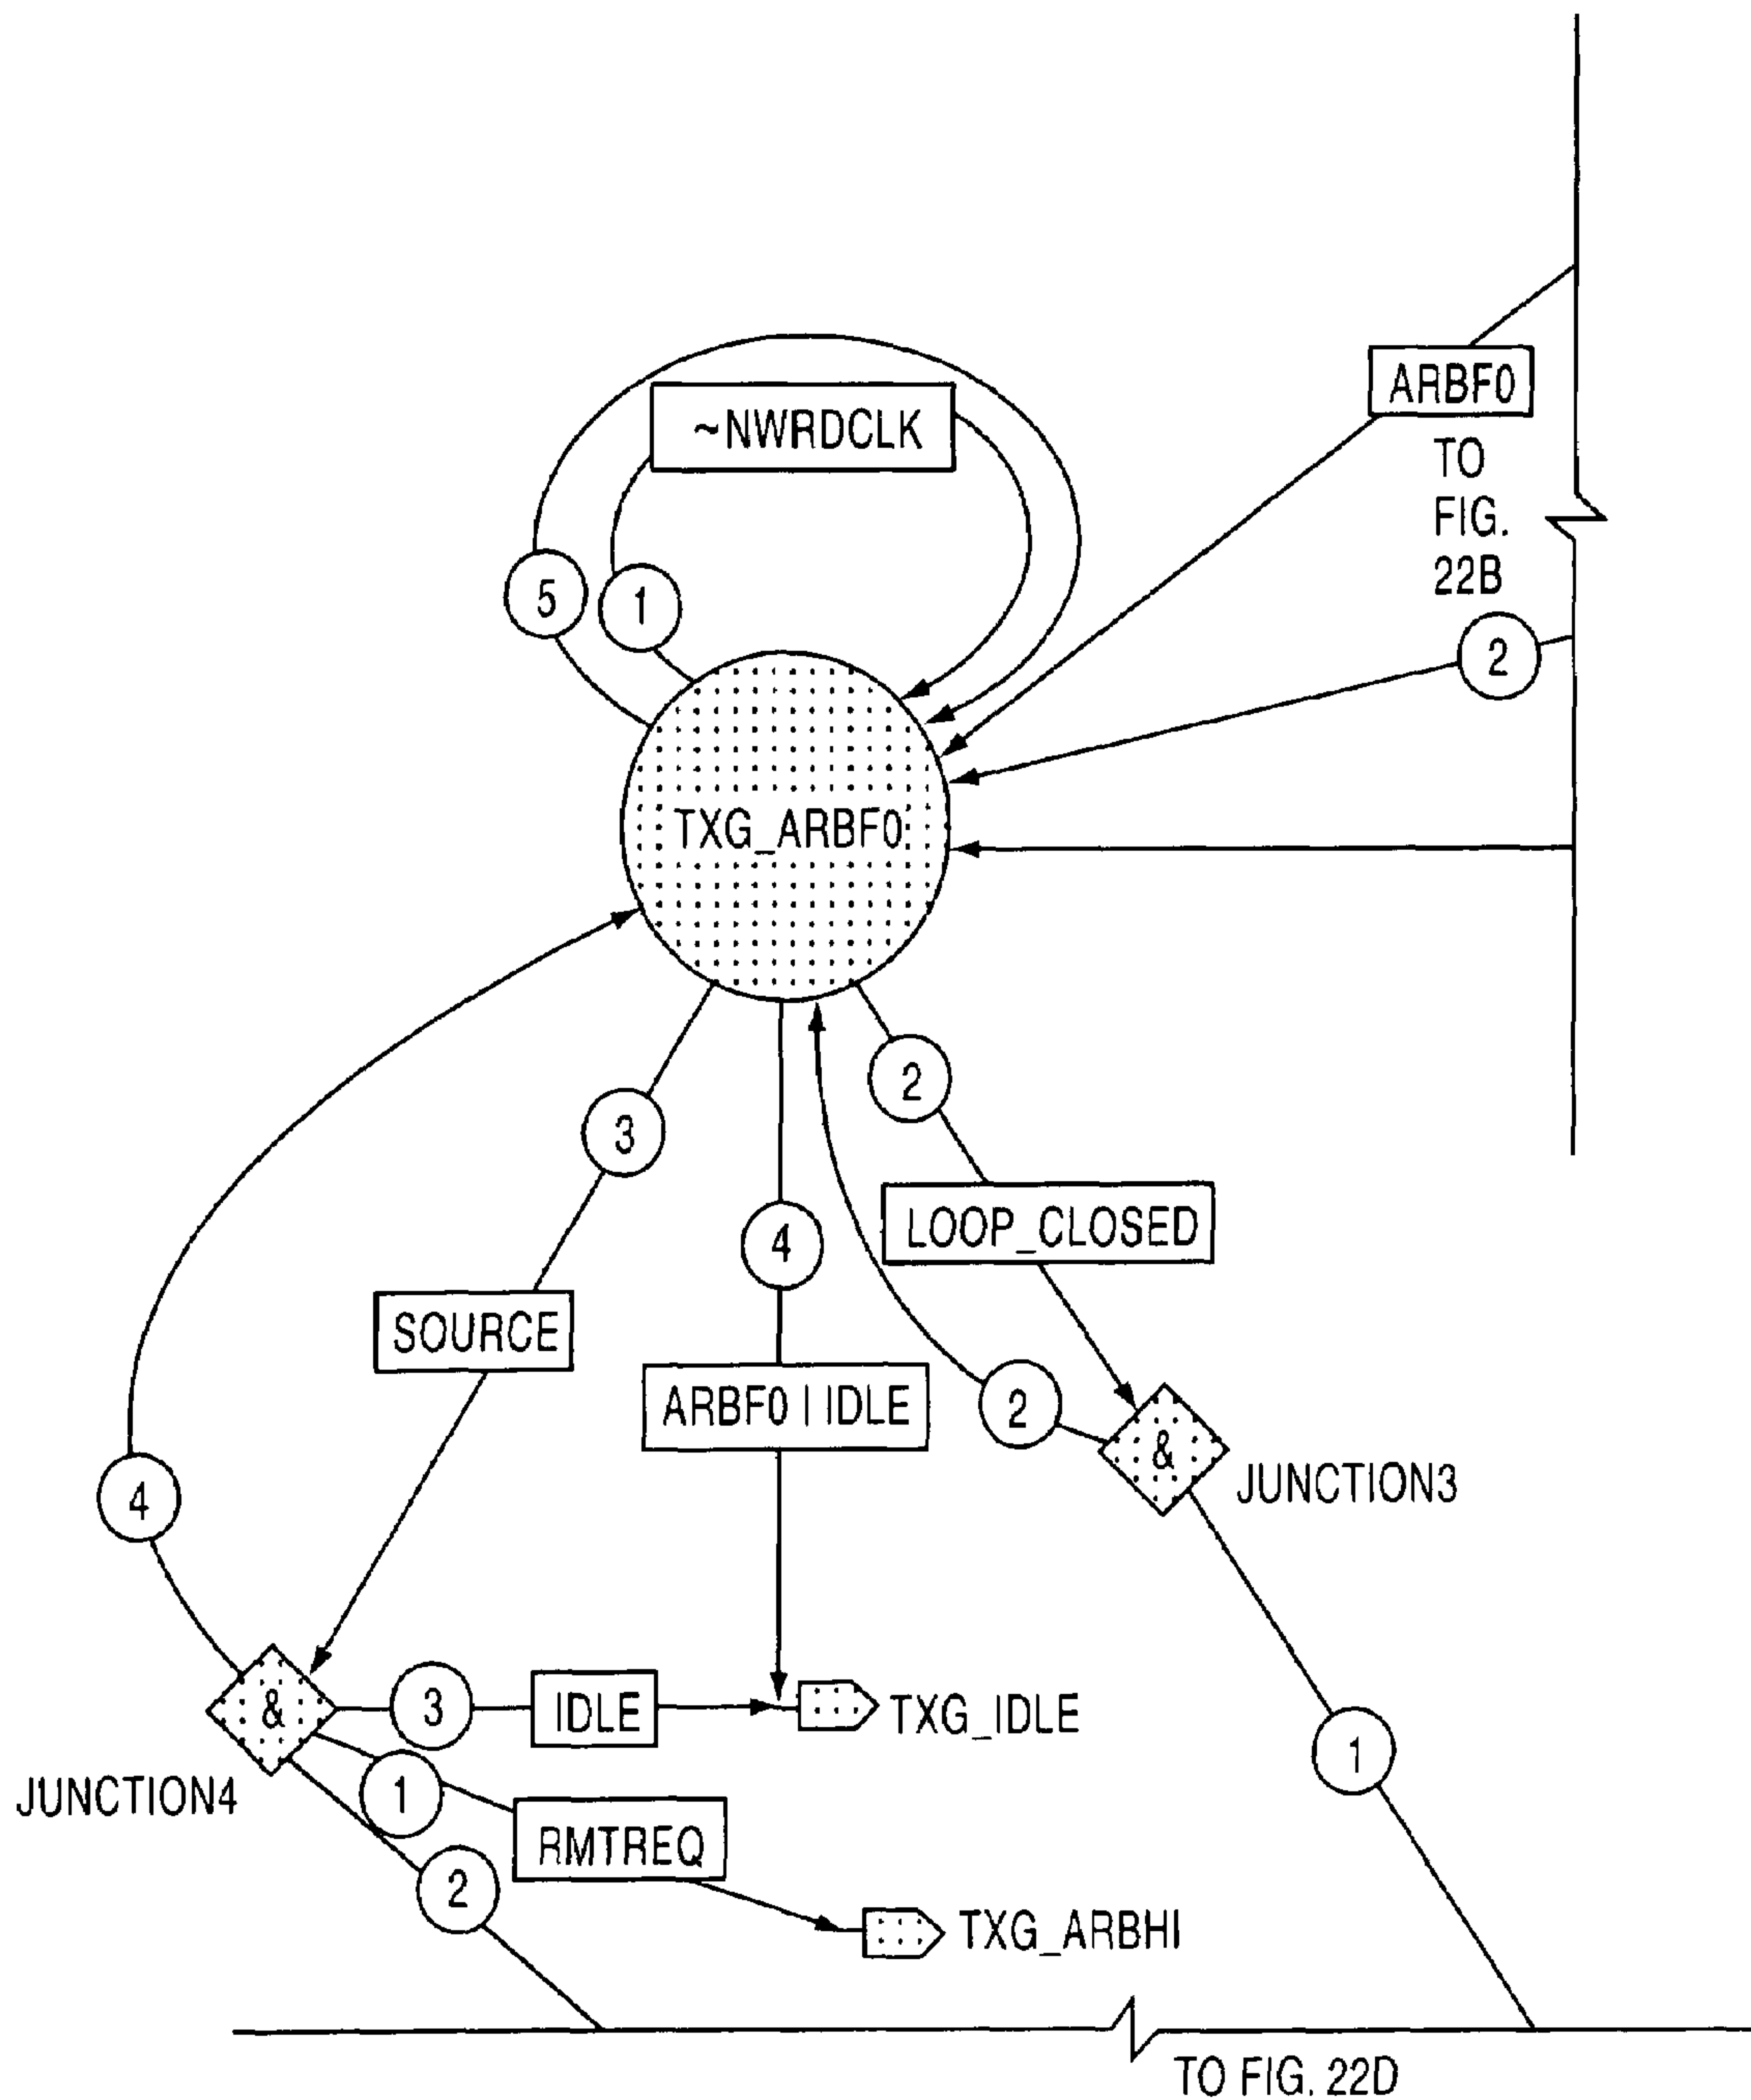 ARBF0
~NWRDCLK
TO
FIG.
22B
5
1
2
TXG_ARBF0
2
3
LOOP_CLOSED
4
SOURCE
ARBF0 | IDLE
2
&
JUNCTION3
4
&
3
IDLE
TXG_IDLE
1
JUNCTION4
1
RMTREQ
2
TXG_ARBHI
TO FIG. 22D